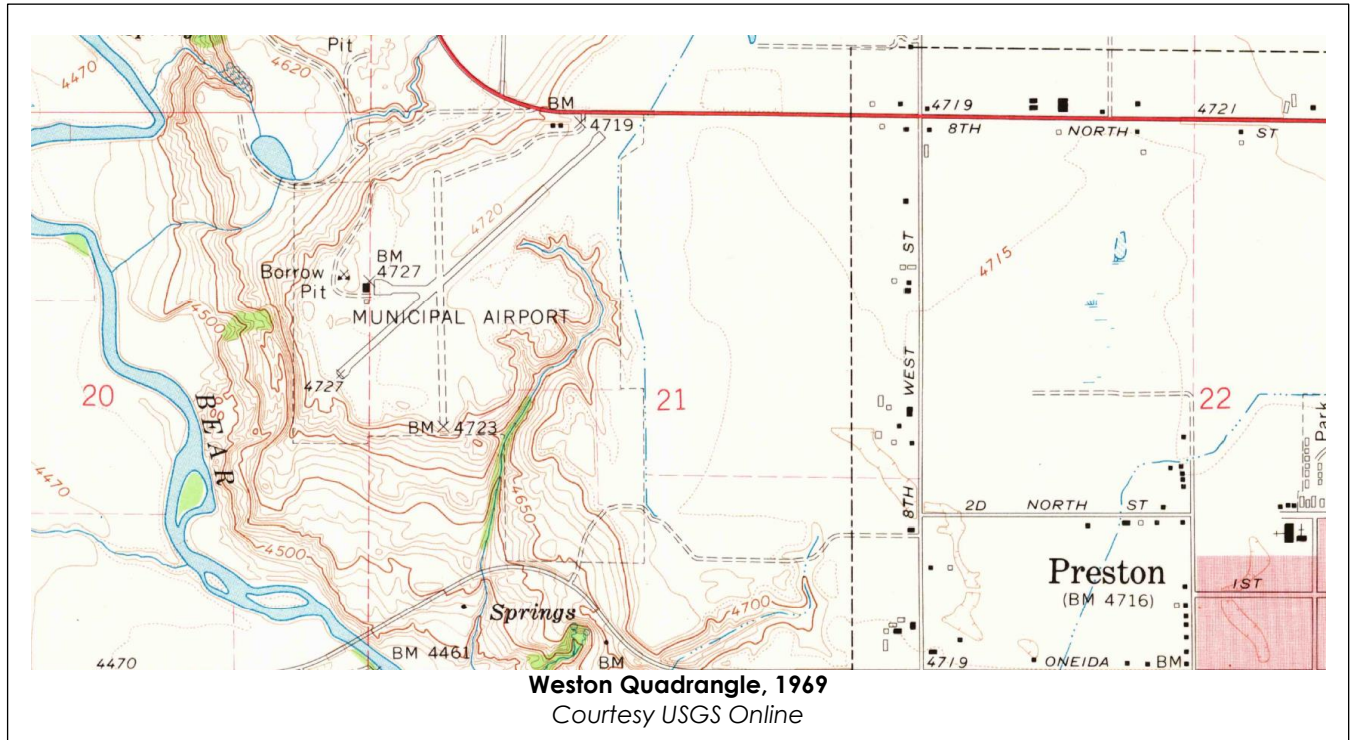 Pit
4470
4620
BM
4719
4719
8TH NORTH ST
4721
4720
ST
4715
BM
4727
Borrow
Pit
MUNICIPAL AIRPORT
4500
4727
WEST
20
21
22
BEAR
BM 4723
Park
4470
4650
8TH
2D NORTH ST
4500
Preston
(BM 4716)
1ST
Springs
4700
4470
BM 4461
BM
4719
ONEIDA
BM
Weston Quadrangle, 1969
Courtesy USGS Online